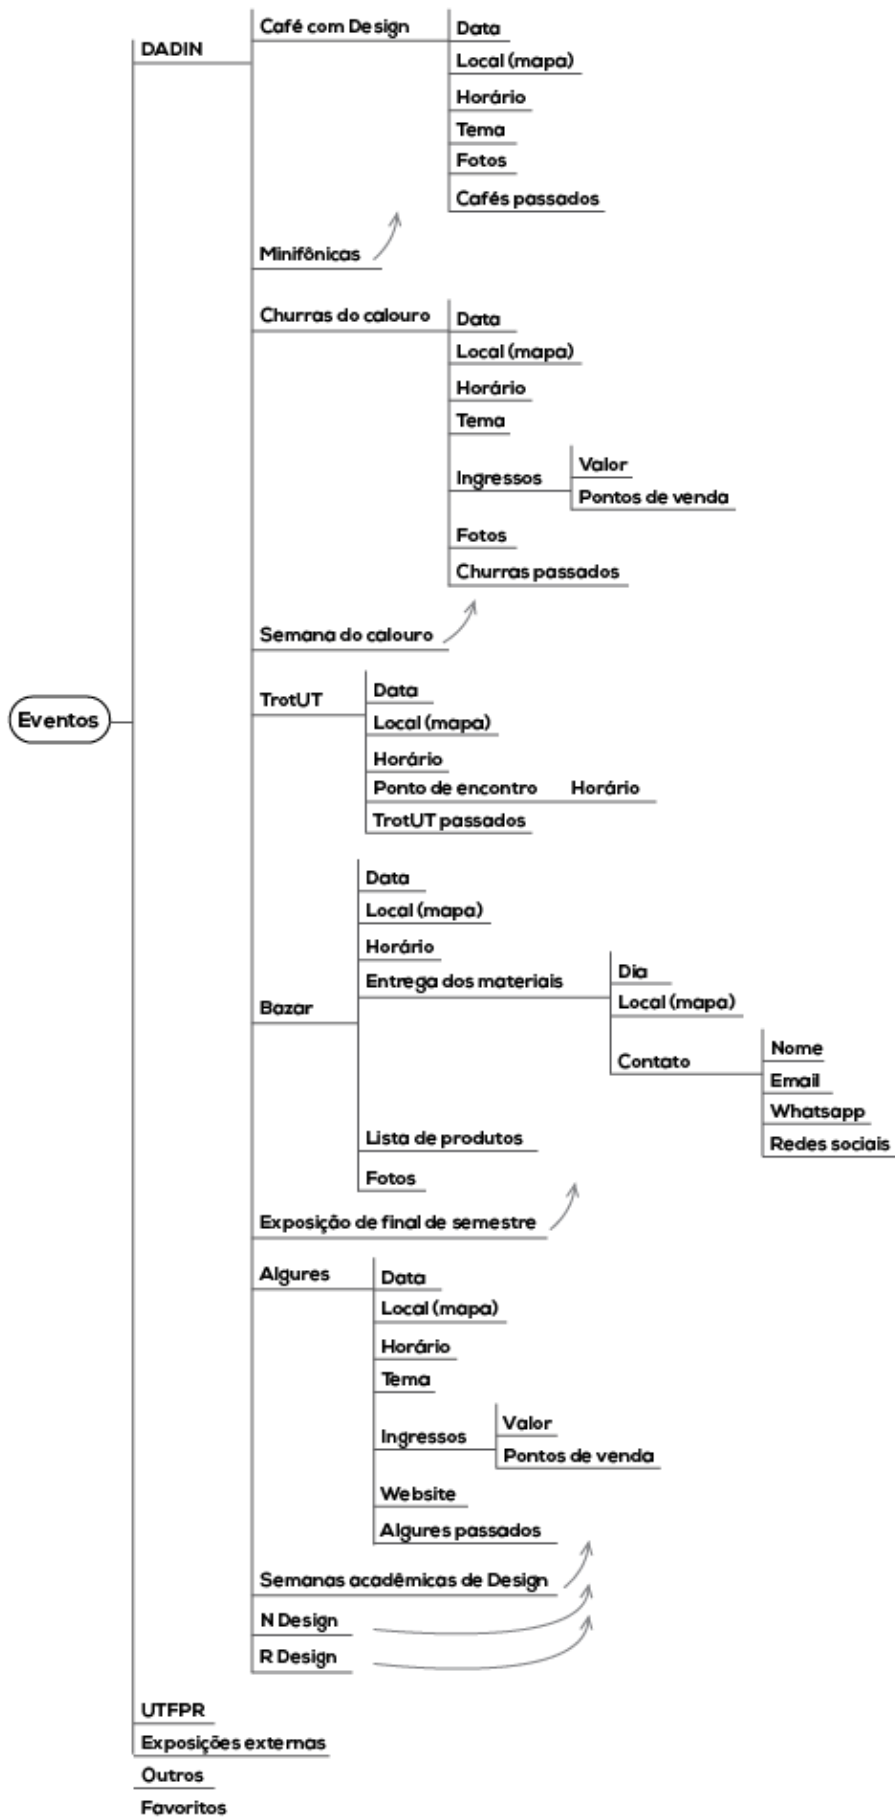 Eventos
DADIN
Café com Design
Data
Local (mapa)
Horário
Tema
Fotos
Cafés passados
Minifônicas
Churras do calouro
Data
Local (mapa)
Horário
Tema
Ingressos
Valor
Pontos de venda
Fotos
Churras passados
Semana do calouro
TrotUT
Data
Local (mapa)
Horário
Ponto de encontro Horário
TrotUT passados
Bazar
Data
Local (mapa)
Horário
Entrega dos materiais
Dia
Local (mapa)
Contato
Nome
Email
Whatsapp
Redes sociais
Lista de produtos
Fotos
Exposição de final de semestre
Algures
Data
Local (mapa)
Horário
Tema
Ingressos
Valor
Pontos de venda
Website
Algures passados
Semanas acadêmicas de Design
N Design
R Design
UTFPR
Exposições externas
Outros
Favoritos